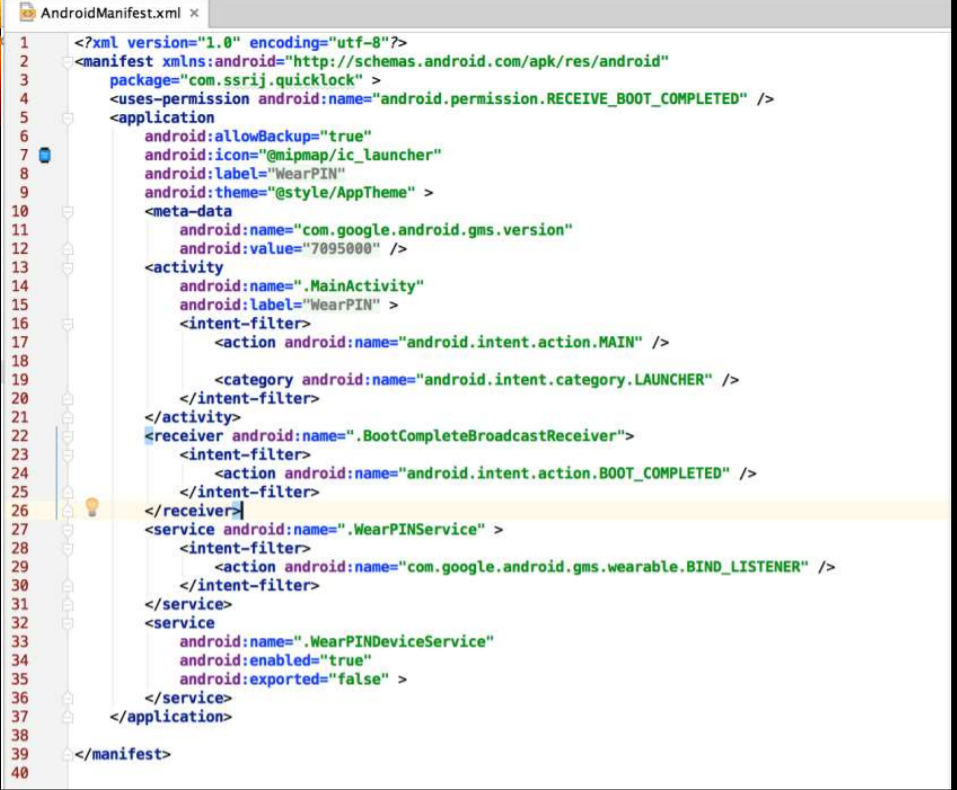 AndroidManifest.xml ×
1 <?xml version="1.0" encoding="utf-8"?>
2 <manifest xmlns:android="http://schemas.android.com/apk/res/android"
3     package="com.ssrij.quicklock" >
4     <uses-permission android:name="android.permission.RECEIVE_BOOT_COMPLETED" />
5     <application
6         android:allowBackup="true"
7         android:icon="@mipmap/ic_launcher"
8         android:label="WearPIN"
9         android:theme="@style/AppTheme" >
10         <meta-data
11             android:name="com.google.android.gms.version"
12             android:value="7095000" />
13         <activity
14             android:name=".MainActivity"
15             android:label="WearPIN" >
16             <intent-filter>
17                 <action android:name="android.intent.action.MAIN" />
18
19                 <category android:name="android.intent.category.LAUNCHER" />
20             </intent-filter>
21         </activity>
22         <receiver android:name=".BootCompleteBroadcastReceiver">
23             <intent-filter>
24                 <action android:name="android.intent.action.BOOT_COMPLETED" />
25             </intent-filter>
26         </receiver>
27         <service android:name=".WearPINService" >
28             <intent-filter>
29                 <action android:name="com.google.android.gms.wearable.BIND_LISTENER" />
30             </intent-filter>
31         </service>
32         <service
33             android:name=".WearPINDeviceService"
34             android:enabled="true"
35             android:exported="false" >
36         </service>
37     </application>
38
39 </manifest>
40